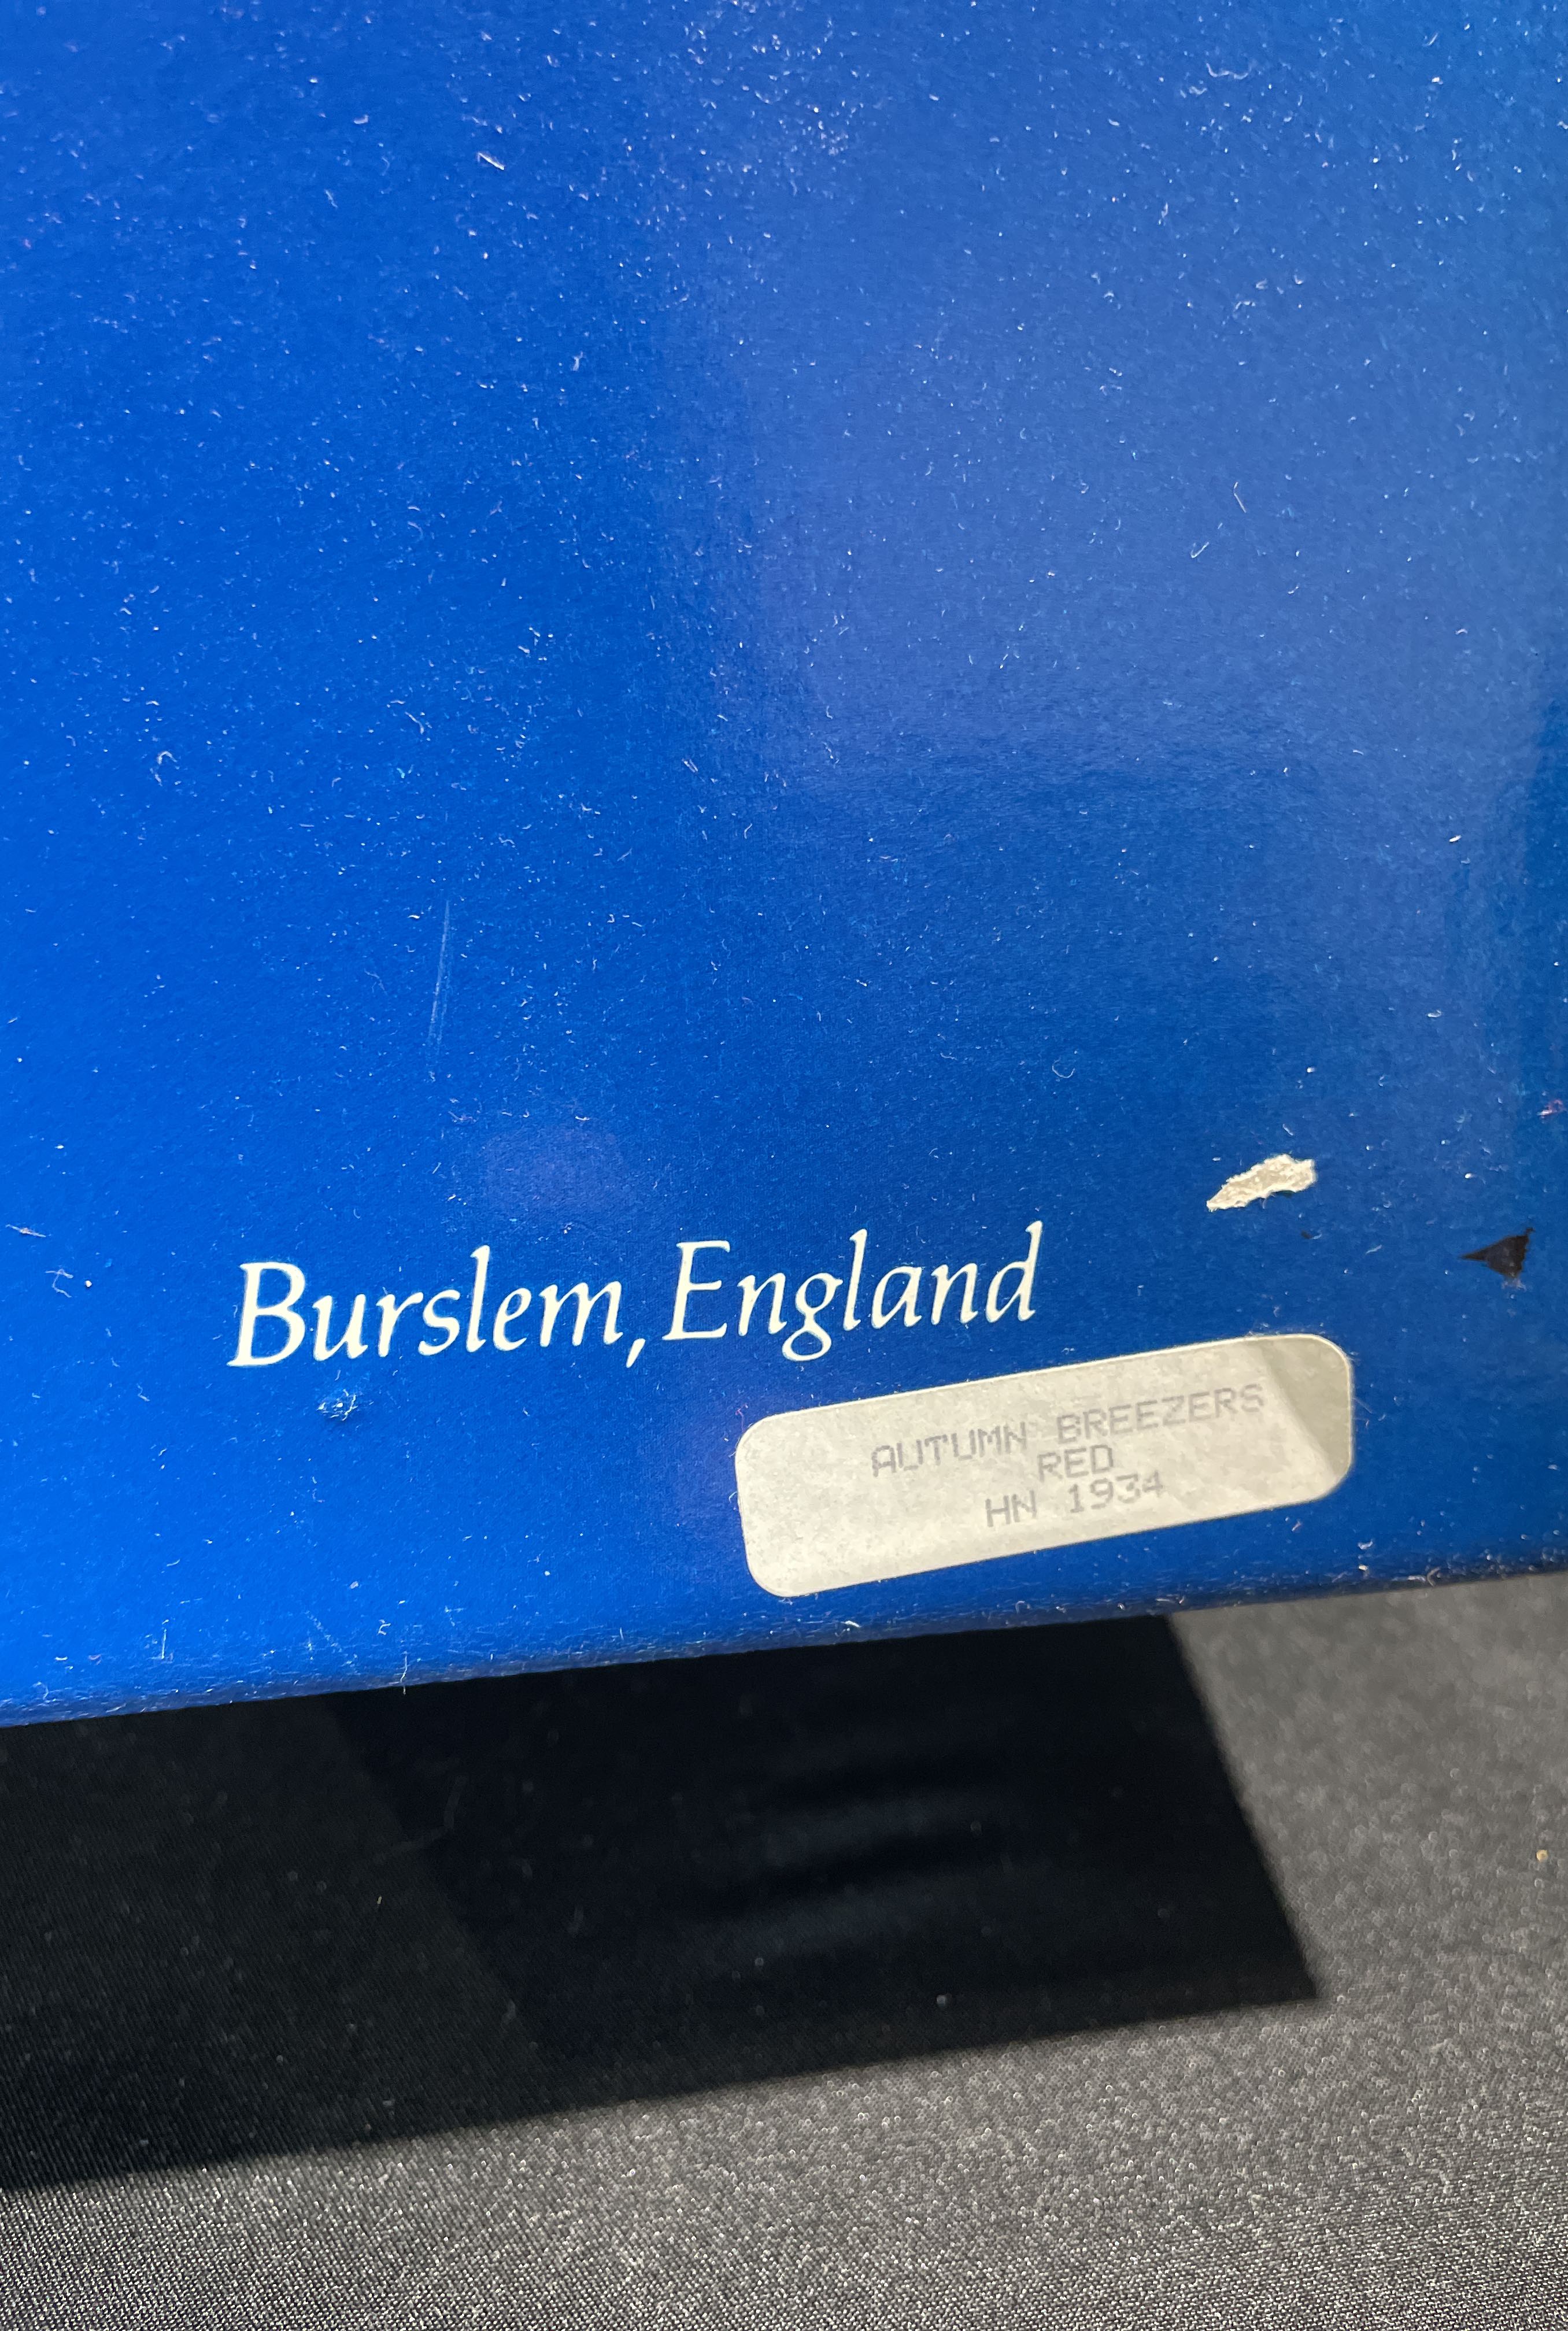 Burslem, England
AUTUMN BREEZERS
RED
HN 1934